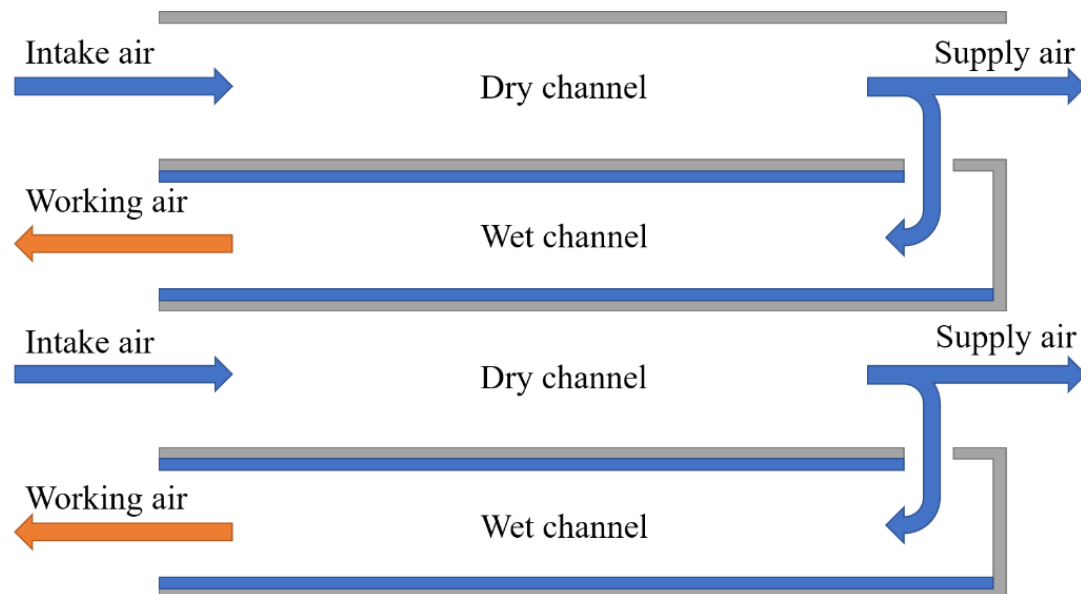 Intake air
Supply air
Dry channel
Working air
Wet channel
Intake air
Supply air
Dry channel
Working air
Wet channel